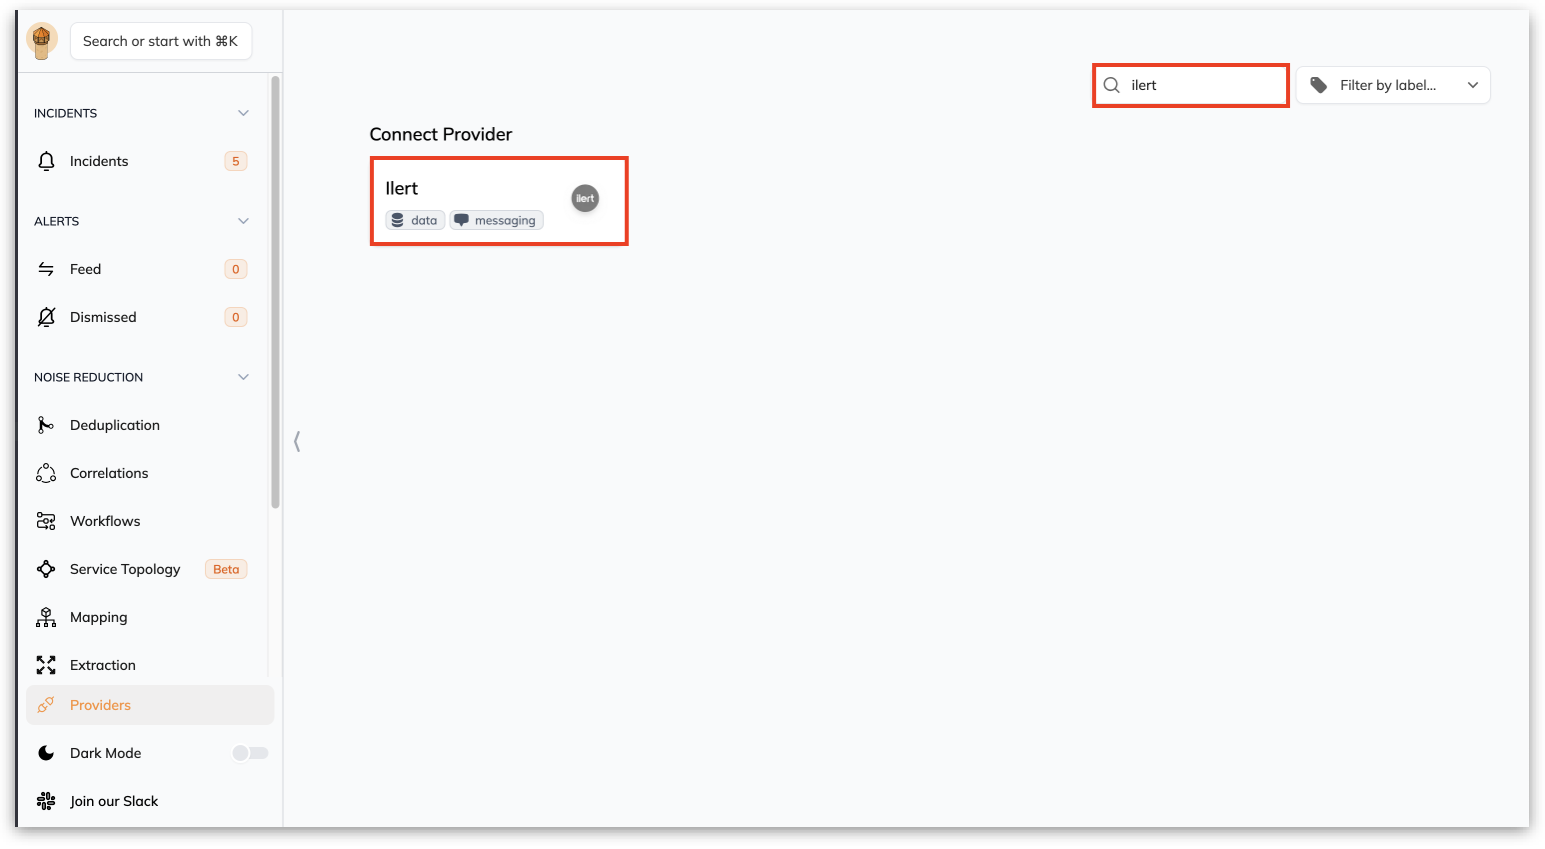 Search or start with ⌘K
INCIDENTS
Incidents 5
ALERTS
Feed 0
Dismissed 0
NOISE REDUCTION
Deduplication
Correlations
Workflows
Service Topology Beta
Mapping
Extraction
Providers
Dark Mode
Join our Slack
ilert
Filter by label...
Connect Provider
Ilert
ilert
data messaging